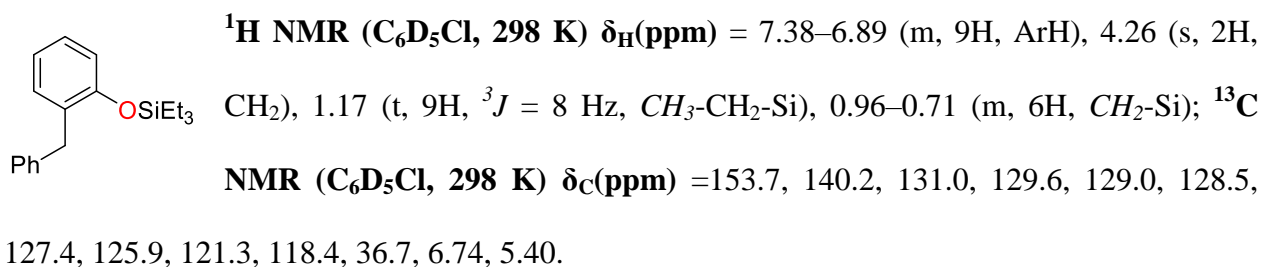 ¹H NMR (C₆D₅Cl, 298 K) δ_H(ppm) = 7.38–6.89 (m, 9H, ArH), 4.26 (s, 2H,
CH₂), 1.17 (t, 9H, ³J = 8 Hz, CH₃-CH₂-Si), 0.96–0.71 (m, 6H, CH₂-Si); ¹³C
OSiEt₃
Ph
NMR (C₆D₅Cl, 298 K) δ_C(ppm) =153.7, 140.2, 131.0, 129.6, 129.0, 128.5,
127.4, 125.9, 121.3, 118.4, 36.7, 6.74, 5.40.